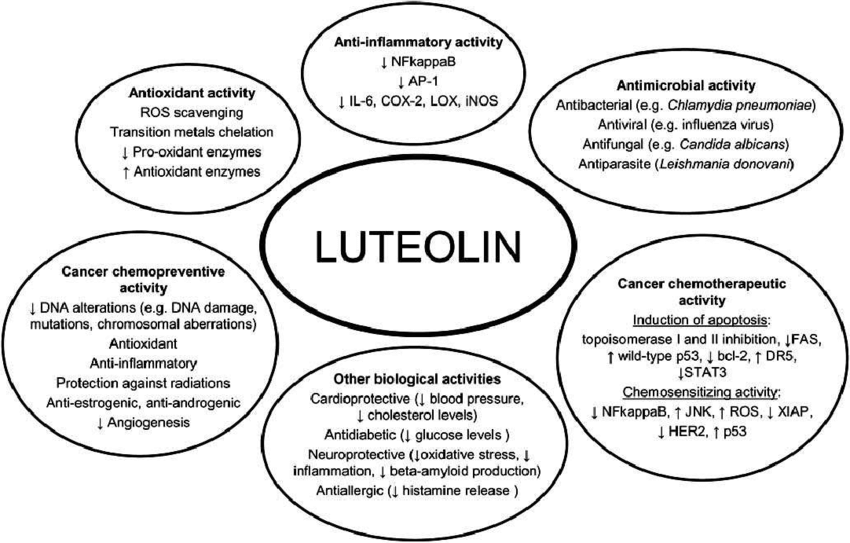 Anti-inflammatory activity
↓ NFkappaB
↓ AP-1
↓ IL-6, COX-2, LOX, iNOS
Antioxidant activity
ROS scavenging
Transition metals chelation
↓ Pro-oxidant enzymes
↑ Antioxidant enzymes
Antimicrobial activity
Antibacterial (e.g. Chlamydia pneumoniae)
Antiviral (e.g. influenza virus)
Antifungal (e.g. Candida albicans)
Antiparasite (Leishmania donovani)
LUTEOLIN
Cancer chemopreventive
activity
↓ DNA alterations (e.g. DNA damage,
mutations, chromosomal aberrations)
Antioxidant
Anti-inflammatory
Protection against radiations
Anti-estrogenic, anti-androgenic
↓ Angiogenesis
Cancer chemotherapeutic
activity
Induction of apoptosis:
topoisomerase I and II inhibition, ↓FAS,
↑ wild-type p53, ↓ bcl-2, ↑ DR5,
↓STAT3
Chemosensitizing activity:
↓ NFkappaB, ↑ JNK, ↑ ROS, ↓ XIAP,
↓ HER2, ↑ p53
Other biological activities
Cardioprotective (↓ blood pressure,
↓ cholesterol levels)
Antidiabetic (↓ glucose levels )
Neuroprotective (↓oxidative stress, ↓
inflammation, ↓ beta-amyloid production)
Antiallergic (↓ histamine release )